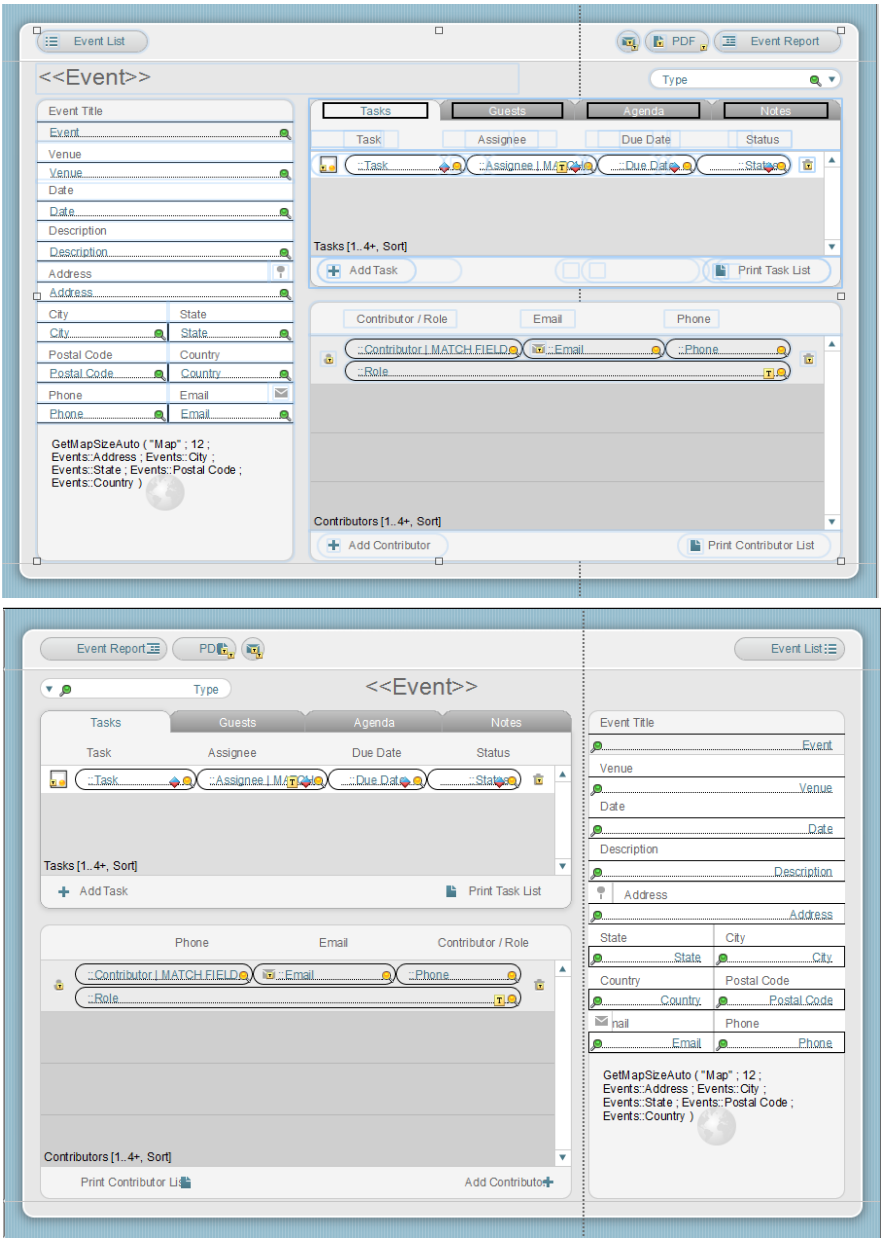 Event List
PDF
Event Report
<<Event>>
Type
Event Title
Event
Venue
Venue
Date
Date
Description
Description
Address
Address
City
State
City
State
Postal Code
Country
Postal Code
Country
Phone
Email
Phone
Email
GetMapSizeAuto ( "Map" ; 12 ;
Events::Address ; Events::City ;
Events::State ; Events::Postal Code ;
Events::Country )
Tasks
Guests
Agenda
Notes
Task
Assignee
Due Date
Status
::Task
::Assignee | MATCH
::Due Date
::Status
Tasks [1..4+, Sort]
Add Task
Print Task List
Contributor / Role
Email
Phone
::Contributor | MATCH FIELD
::Email
::Phone
::Role
Contributors [1..4+, Sort]
Add Contributor
Print Contributor List
Event Report
PD
Event List
Type
<<Event>>
Tasks
Guests
Agenda
Notes
Task
Assignee
Due Date
Status
::Task
::Assignee | MATCH
::Due Date
::Status
Tasks [1..4+, Sort]
Add Task
Print Task List
Phone
Email
Contributor / Role
::Contributor | MATCH FIELD
::Email
::Phone
::Role
Contributors [1..4+, Sort]
Print Contributor Lis
Add Contributor
Event Title
Event
Venue
Venue
Date
Date
Description
Description
Address
Address
State
City
State
City
Country
Postal Code
Country
Postal Code
nail
Phone
Email
Phone
GetMapSizeAuto ( "Map" ; 12 ;
Events::Address ; Events::City ;
Events::State ; Events::Postal Code ;
Events::Country )